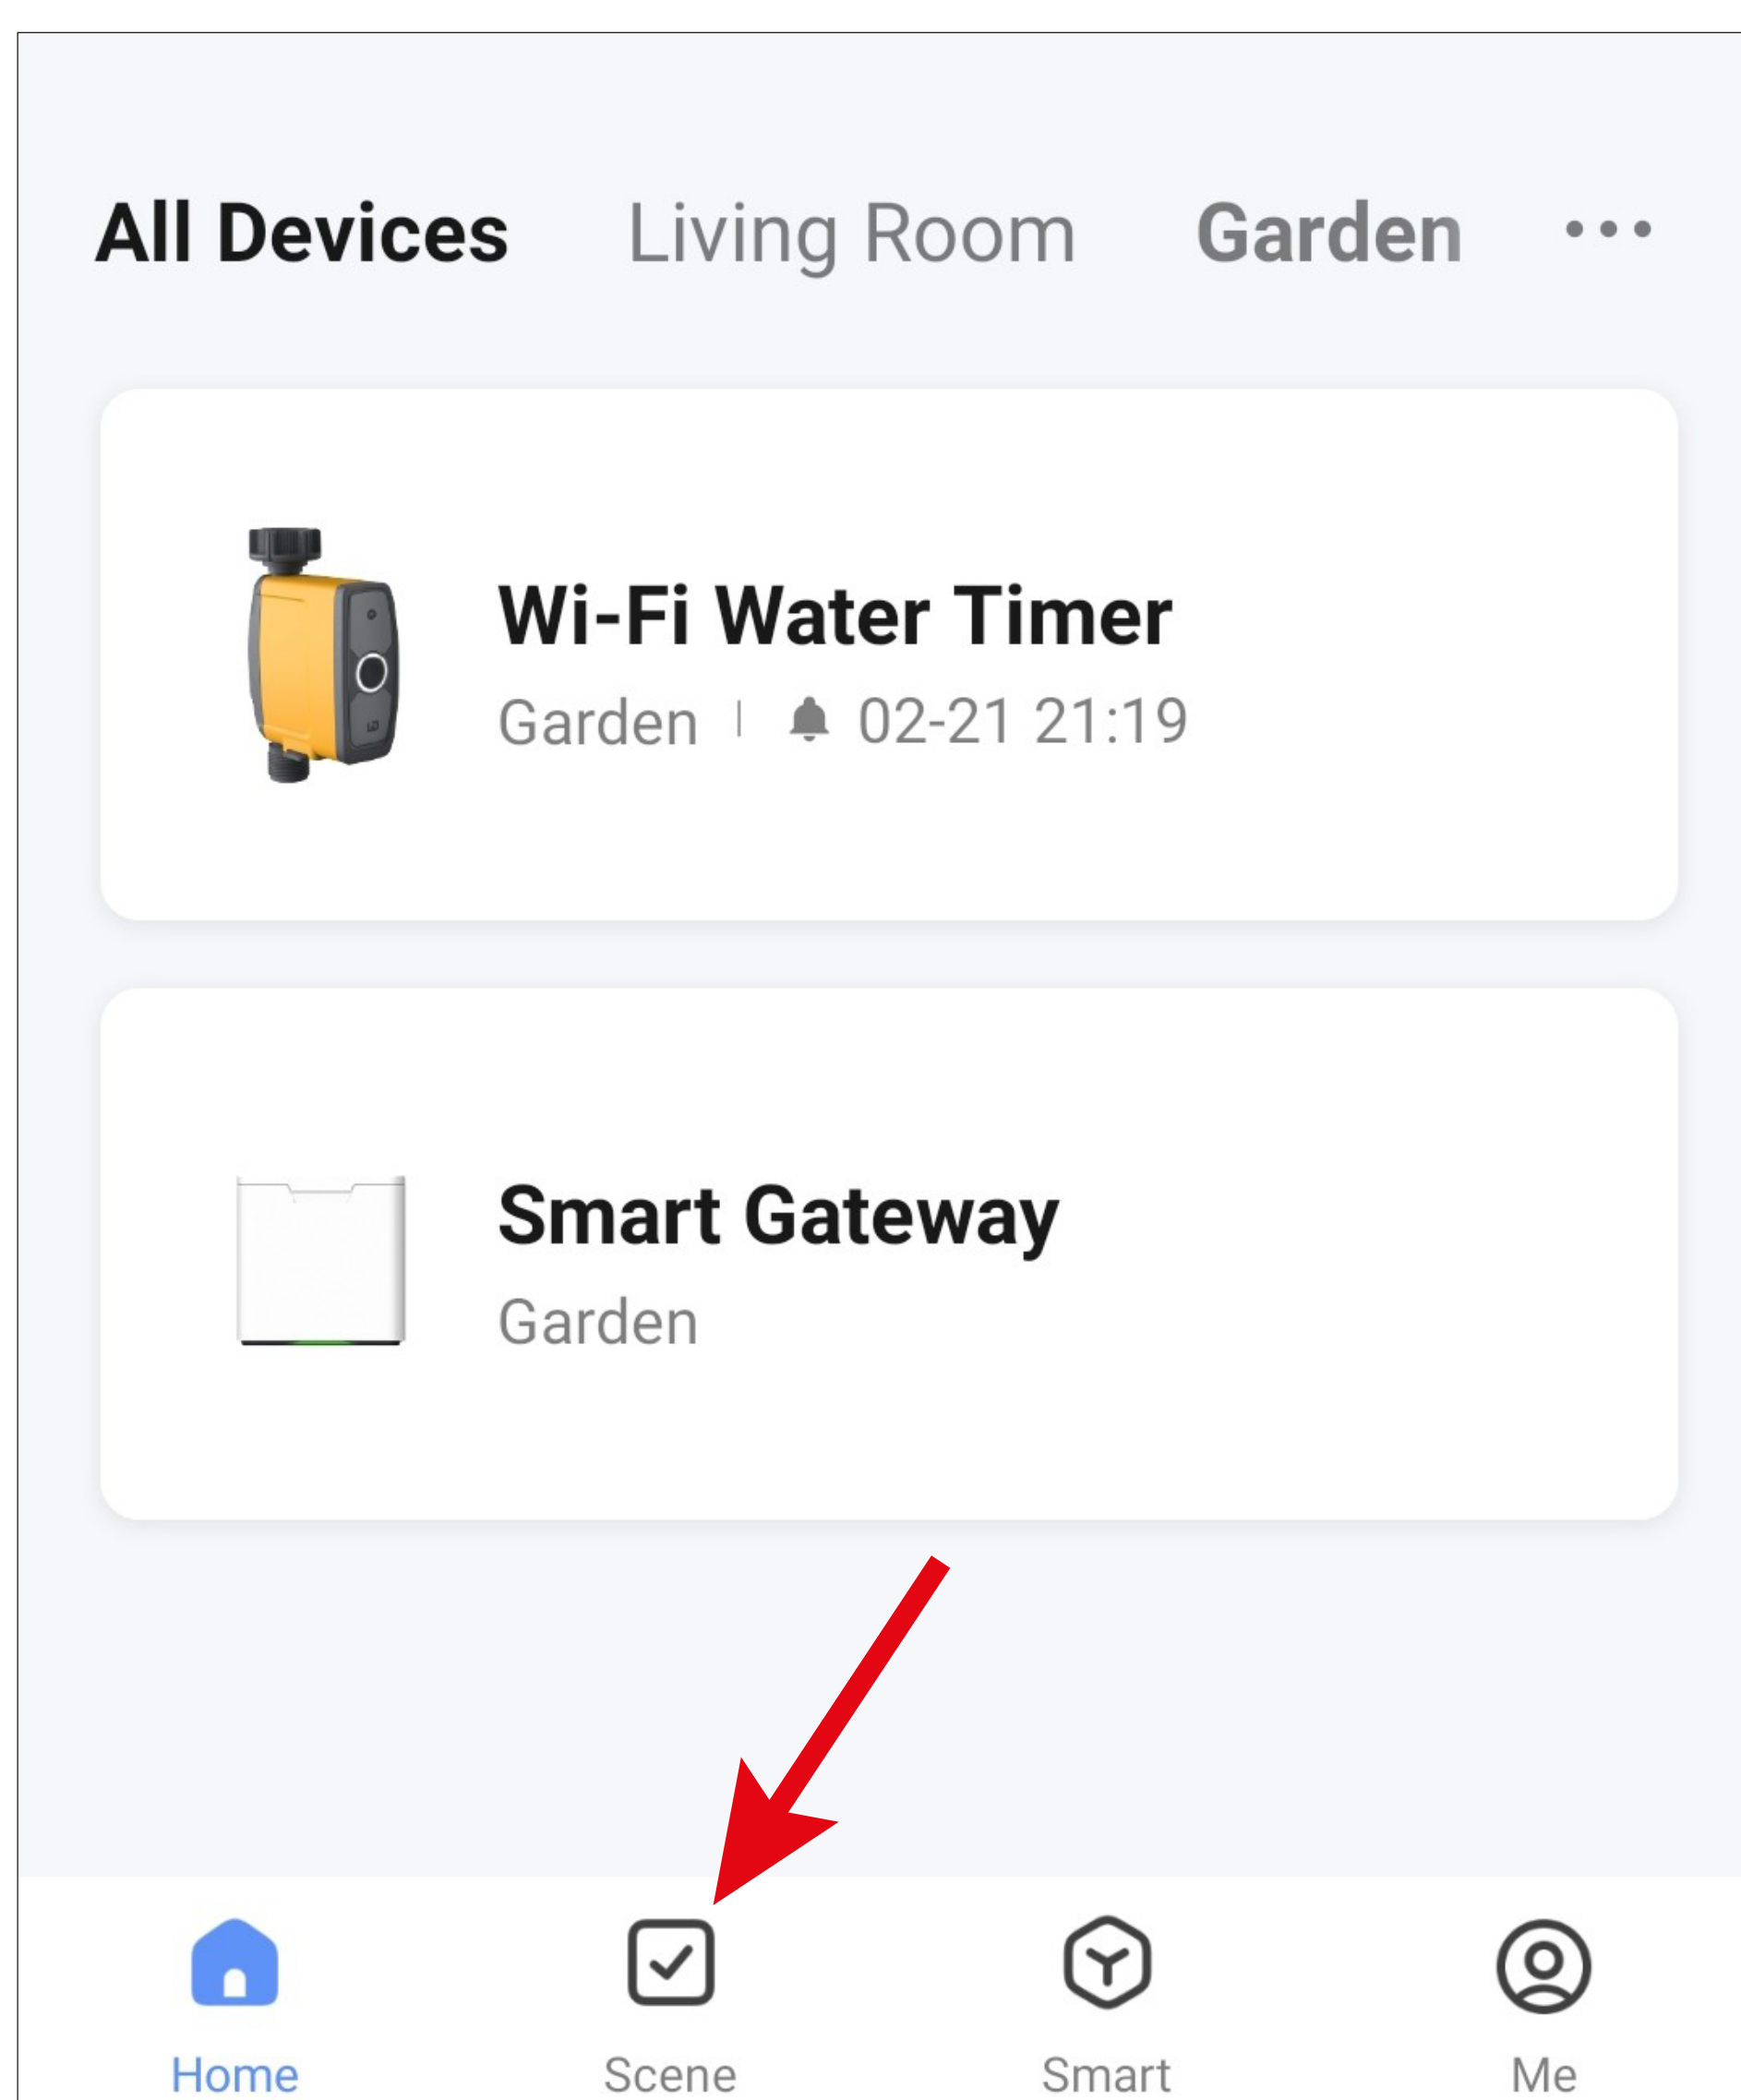 All Devices Living Room Garden •••
Wi-Fi Water Timer
Garden | 02-21 21:19
Smart Gateway
Garden
Home Scene Smart Me